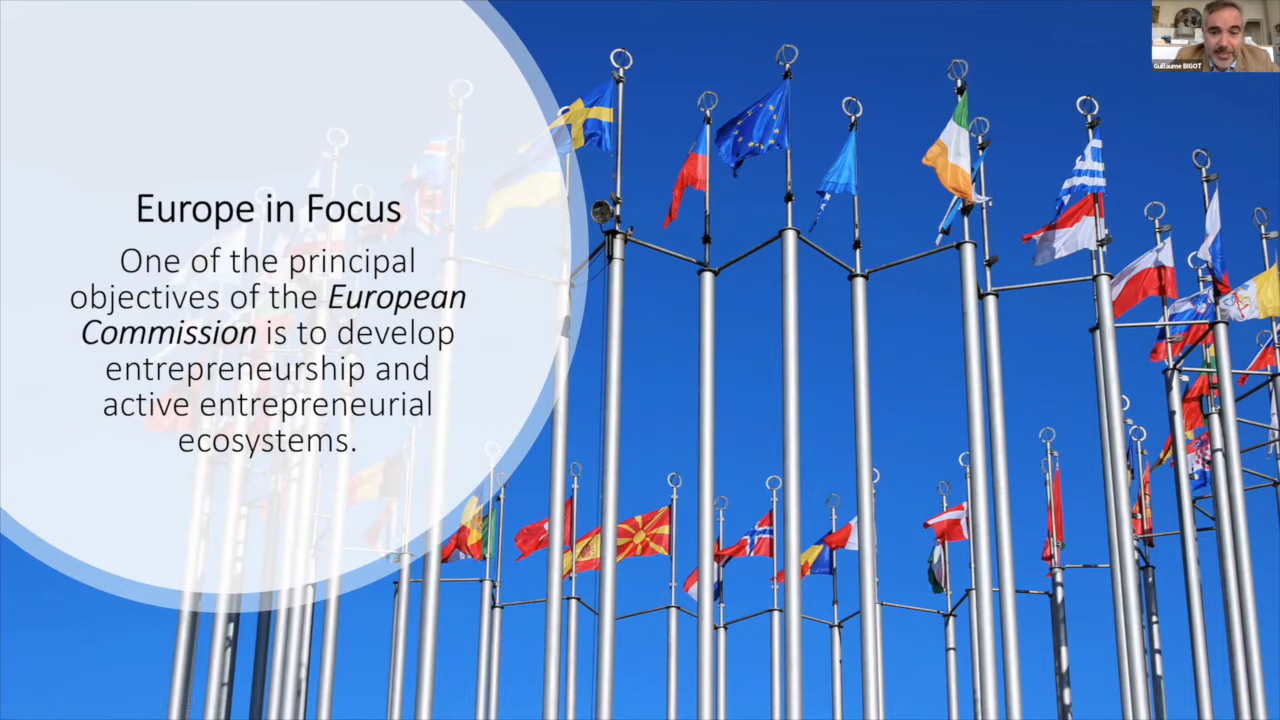 Guillaume BIGOT
Europe in Focus
One of the principal
objectives of the European
Commission is to develop
entrepreneurship and
active entrepreneurial
ecosystems.